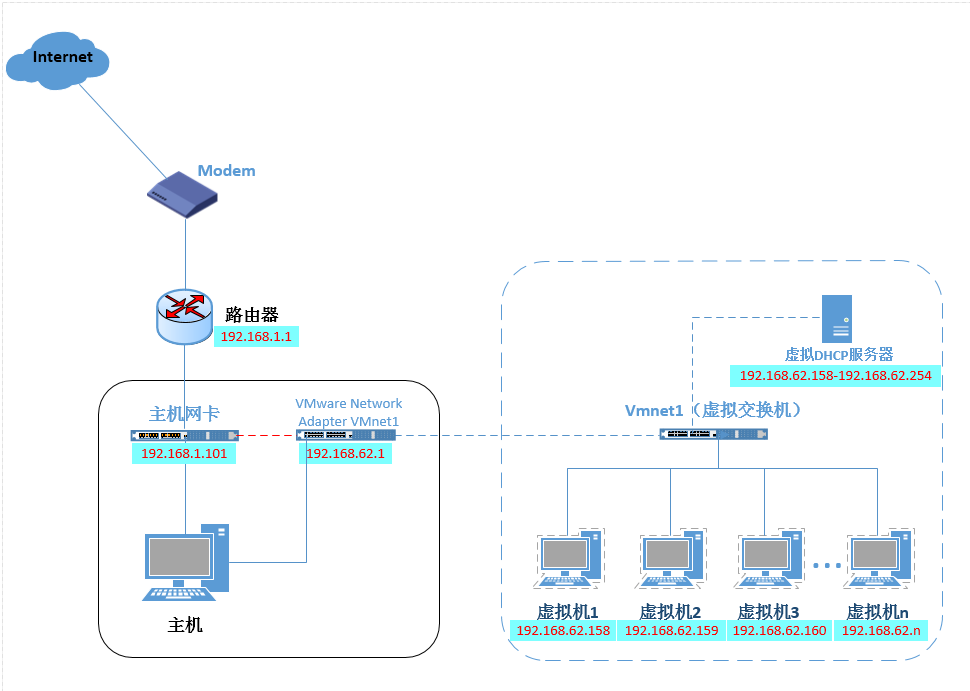 Internet
Modem
路由器
192.168.1.1
虚拟DHCP服务器
192.168.62.158-192.168.62.254
主机网卡
192.168.1.101
VMware Network
Adapter VMnet1
192.168.62.1
Vmnet1（虚拟交换机）
主机
虚拟机1
192.168.62.158
虚拟机2
192.168.62.159
虚拟机3
192.168.62.160
虚拟机n
192.168.62.n